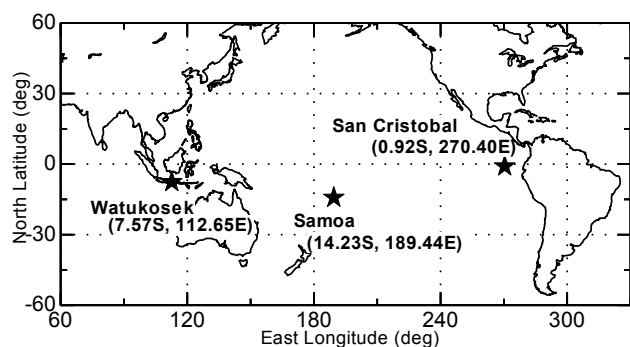 60
30
0
-30
-60
North Latitude (deg)
San Cristobal
(0.92S, 270.40E)
Watukosek
(7.57S, 112.65E)
Samoa
(14.23S, 189.44E)
60
120
180
240
300
East Longitude (deg)